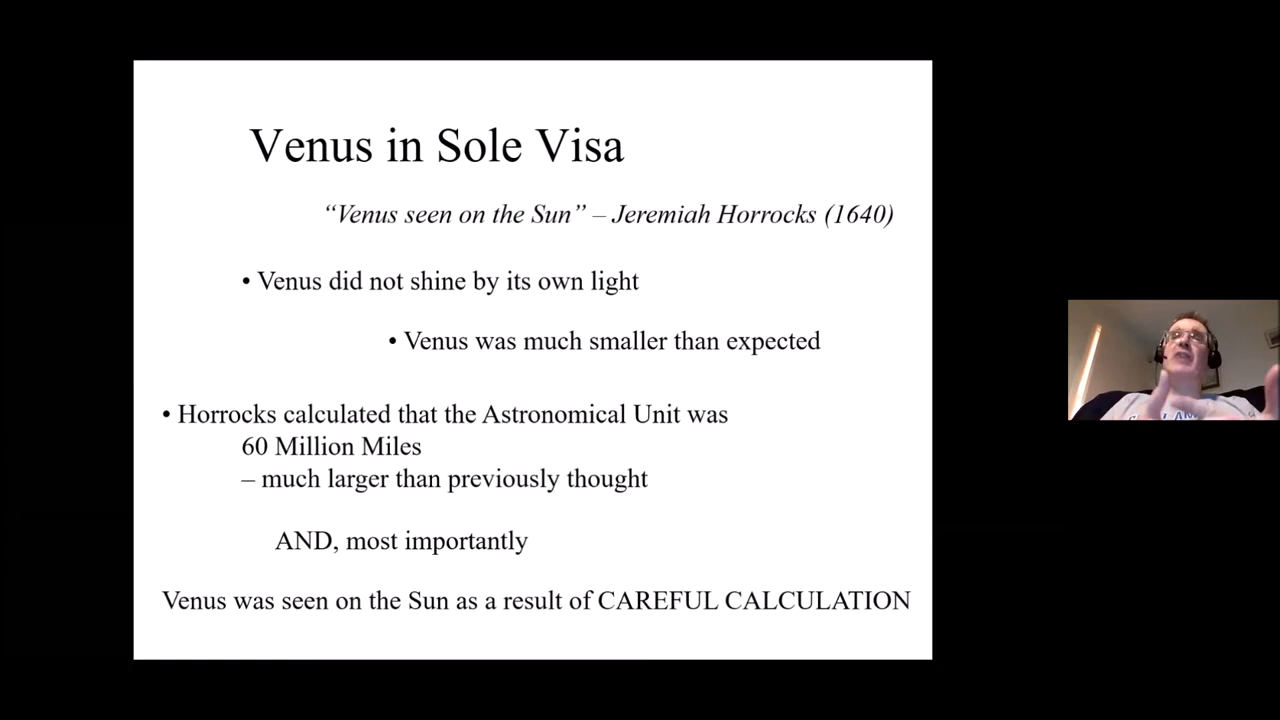 Venus in Sole Visa
“Venus seen on the Sun” – Jeremiah Horrocks (1640)
• Venus did not shine by its own light
• Venus was much smaller than expected
• Horrocks calculated that the Astronomical Unit was
60 Million Miles
– much larger than previously thought
AND, most importantly
Venus was seen on the Sun as a result of CAREFUL CALCULATION